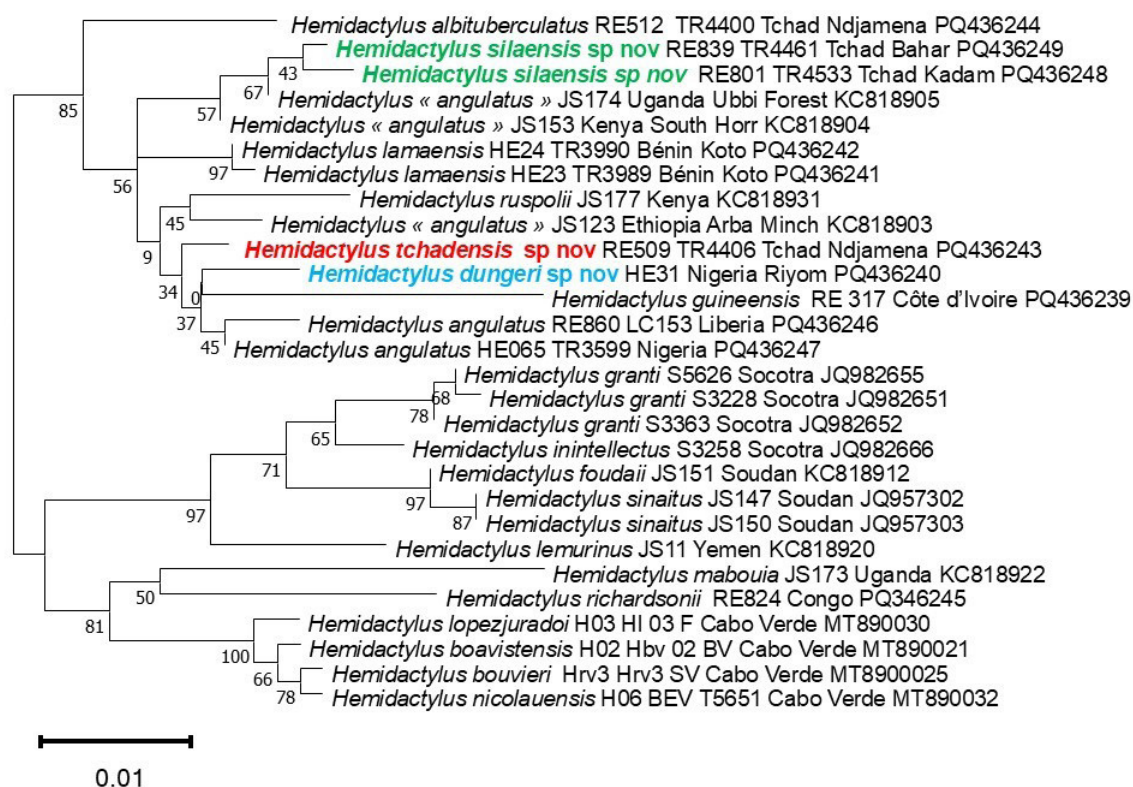 Hemidactylus albituberculatus RE512 TR4400 Tchad Ndjamena PQ436244
Hemidactylus silaensis sp nov RE839 TR4461 Tchad Bahar PQ436249
43
Hemidactylus silaensis sp nov RE801 TR4533 Tchad Kadam PQ436248
67
85
Hemidactylus « angulatus » JS174 Uganda Ubbi Forest KC818905
57
Hemidactylus « angulatus » JS153 Kenya South Horr KC818904
Hemidactylus lamaensis HE24 TR3990 Bénin Koto PQ436242
97
56
Hemidactylus lamaensis HE23 TR3989 Bénin Koto PQ436241
Hemidactylus ruspolii JS177 Kenya KC818931
45
Hemidactylus « angulatus » JS123 Ethiopia Arba Minch KC818903
9
Hemidactylus tchadensis sp nov RE509 TR4406 Tchad Ndjamena PQ436243
Hemidactylus dungeri sp nov HE31 Nigeria Riyom PQ436240
34
0
Hemidactylus guineensis RE 317 Côte d'Ivoire PQ436239
37
Hemidactylus angulatus RE860 LC153 Liberia PQ436246
45
Hemidactylus angulatus HE065 TR3599 Nigeria PQ436247
Hemidactylus granti S5626 Socotra JQ982655
68
Hemidactylus granti S3228 Socotra JQ982651
78
Hemidactylus granti S3363 Socotra JQ982652
65
Hemidactylus inintellectus S3258 Socotra JQ982666
71
Hemidactylus foudaii JS151 Soudan KC818912
97
Hemidactylus sinaitus JS147 Soudan JQ957302
87
97
Hemidactylus sinaitus JS150 Soudan JQ957303
Hemidactylus lemurinus JS11 Yemen KC818920
Hemidactylus mabouia JS173 Uganda KC818922
50
Hemidactylus richardsonii RE824 Congo PQ346245
81
Hemidactylus lopezjuradoi H03 HI 03 F Cabo Verde MT890030
100
Hemidactylus boavistensis H02 Hbv 02 BV Cabo Verde MT890021
66
Hemidactylus bouvieri Hrv3 Hrv3 SV Cabo Verde MT8900025
78
Hemidactylus nicolauensis H06 BEV T5651 Cabo Verde MT890032
0.01